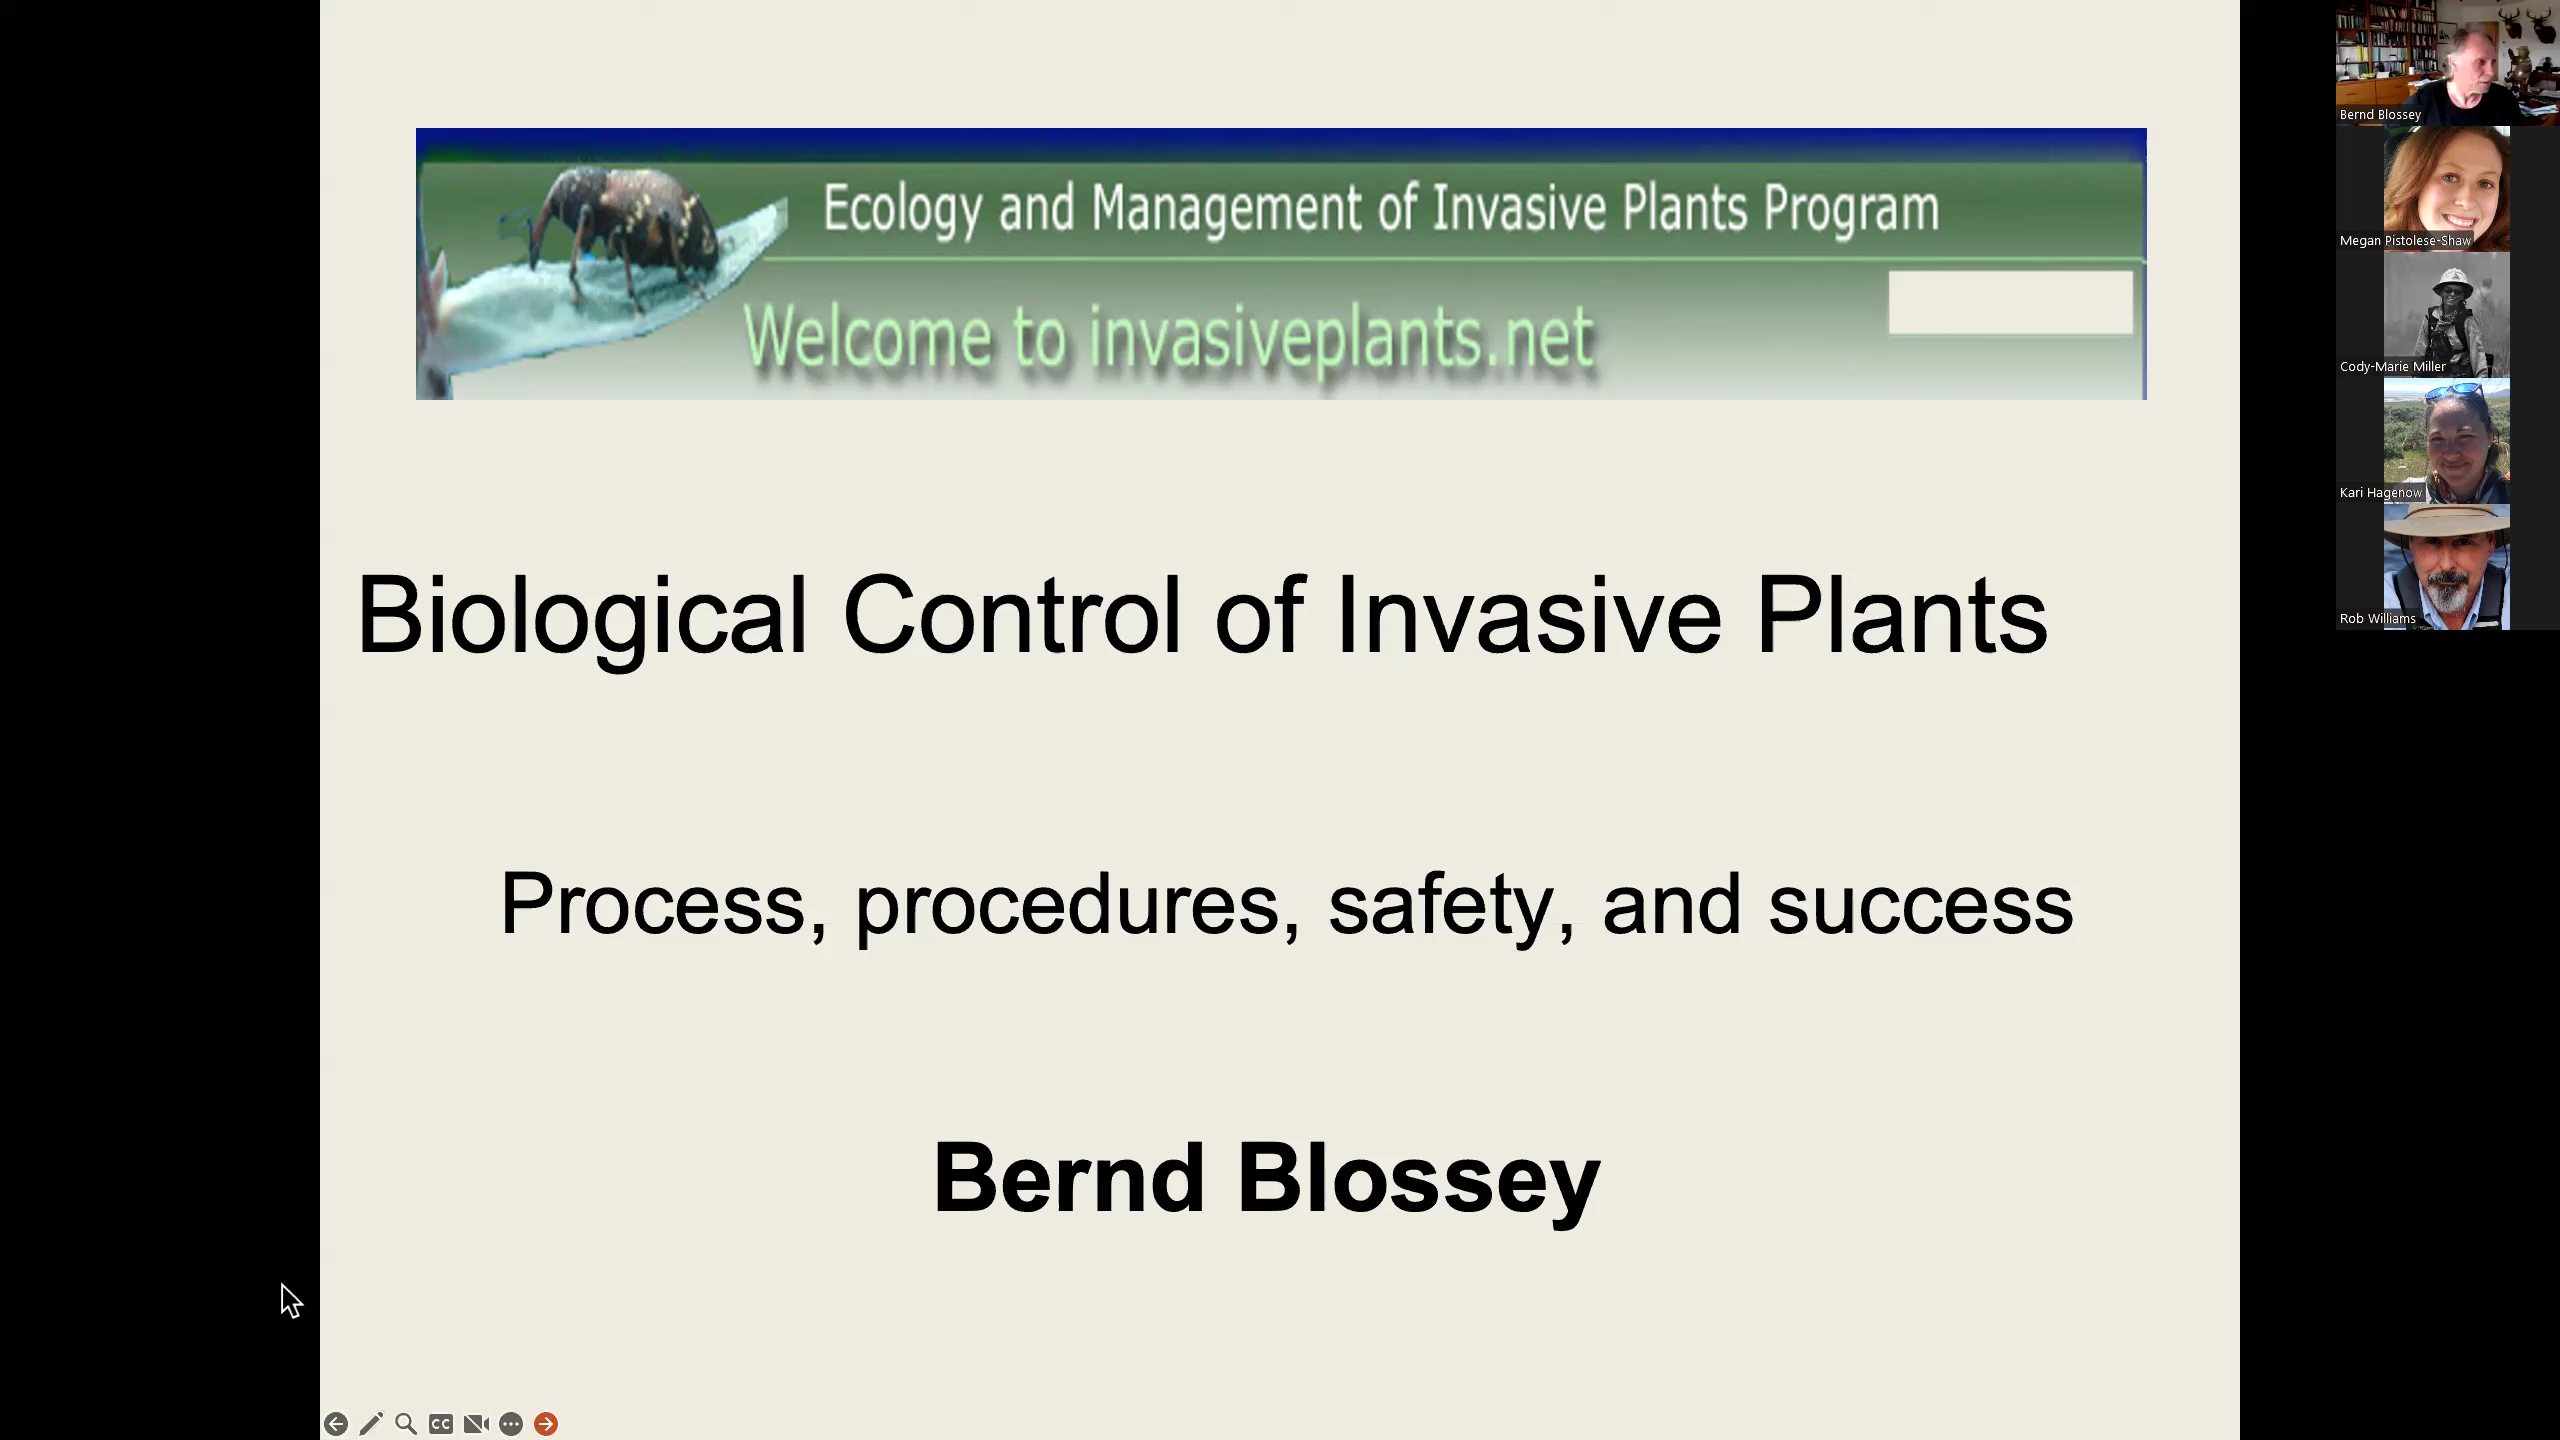 Ecology and Management of Invasive Plants Program
Welcome to invasiveplants.net
Biological Control of Invasive Plants
Process, procedures, safety, and success
Bernd Blossey
Bernd Blossey
Megan Pistolese-Shaw
Cody-Marie Miller
Kari Hagenow
Rob Williams
CC